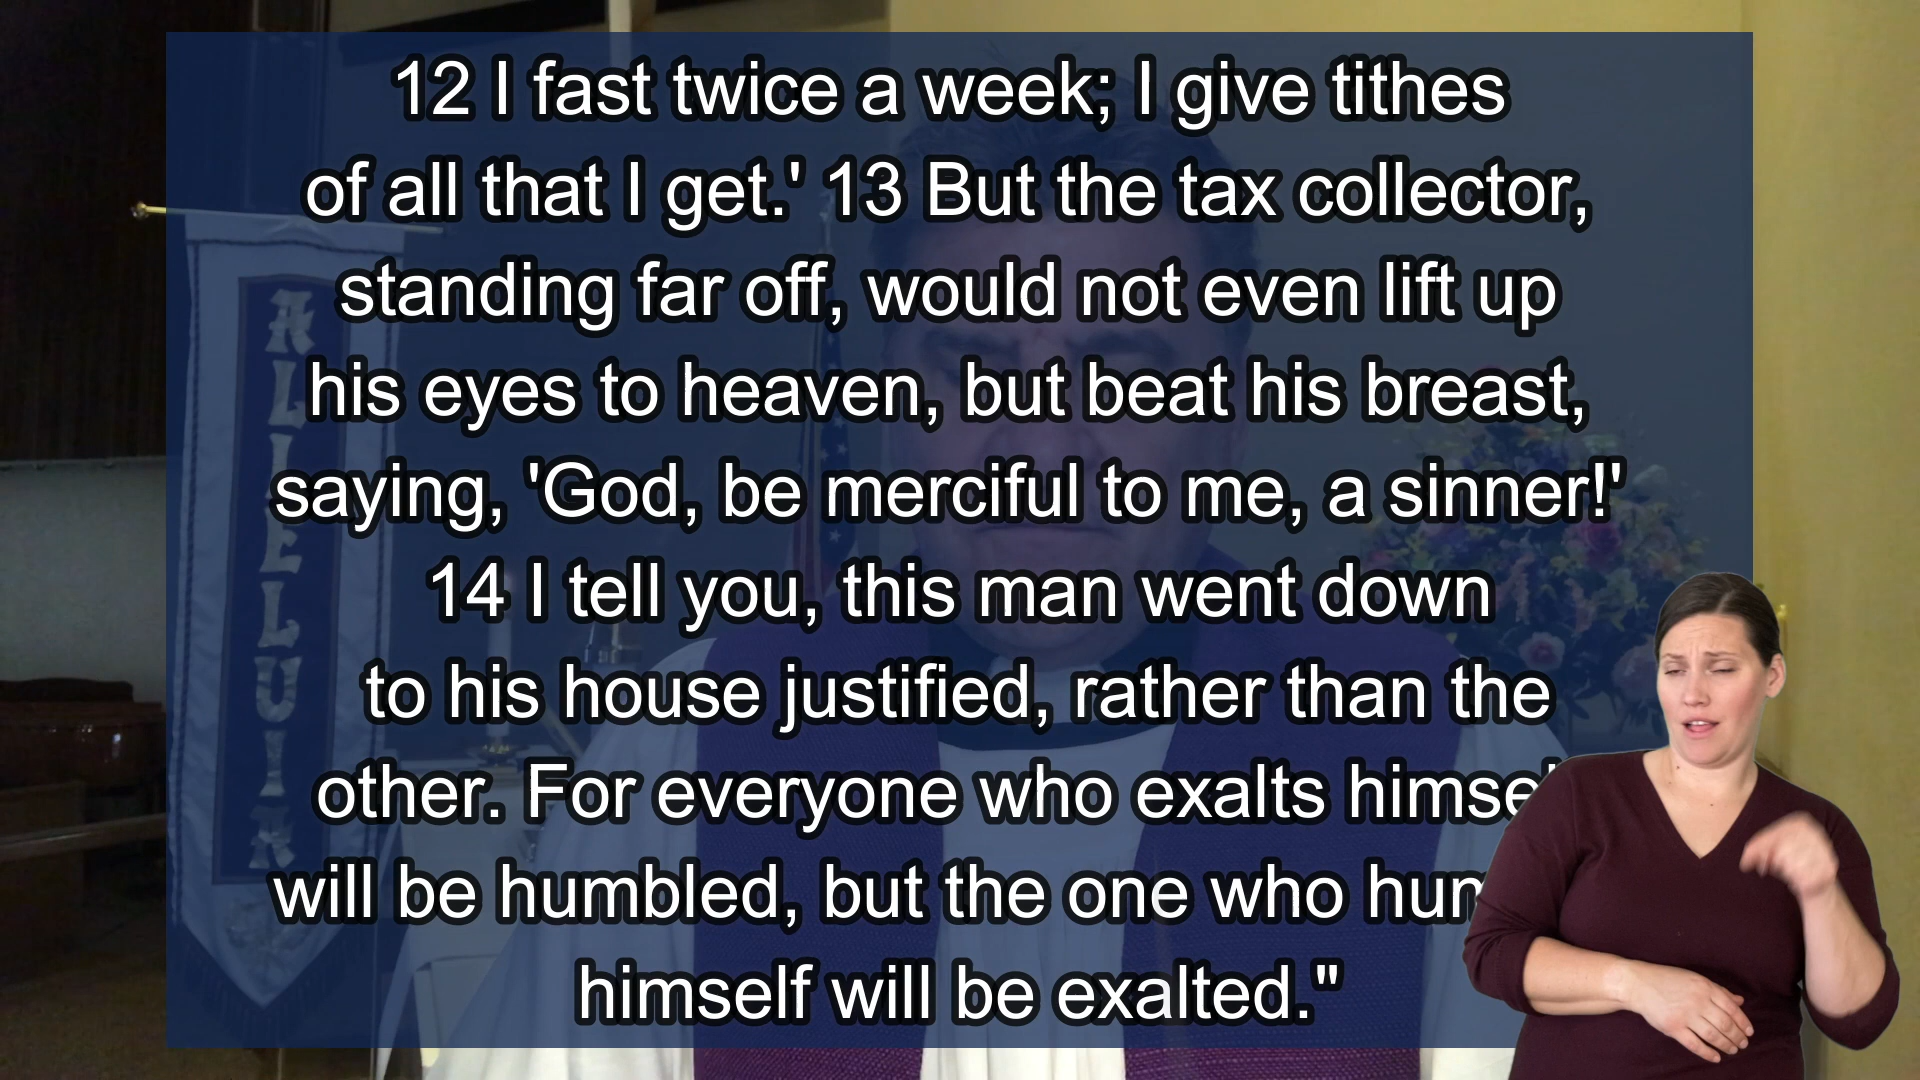 12 I fast twice a week; I give tithes
of all that I get.' 13 But the tax collector,
standing far off, would not even lift up
his eyes to heaven, but beat his breast,
saying, 'God, be merciful to me, a sinner!'
14 I tell you, this man went down
to his house justified, rather than the
other. For everyone who exalts
will be humbled, but the one who
himself will be exalted."
ALLELUIA